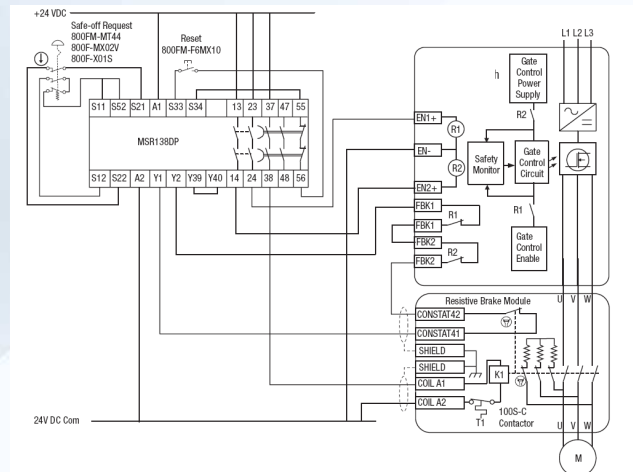 +24 VDC
Safe-off Request
800FM-MT44
800F-MX02V
800F-X01S
Reset
800FM-F6MX10
S11 S52 S21 A1 S33 S34 13 23 37 47 55
MSR138DP
S12 S22 A2 Y1 Y2 Y39 Y40 14 24 38 48 56
24V DC Com
L1 L2 L3
h
Gate
Control
Power
Supply
R2
EN1+
R1
EN-
R2
EN2+
Safety
Monitor
Gate
Control
Circuit
FBK1
R1
FBK1
FBK2
R2
FBK2
R1
Gate
Control
Enable
U V W
Resistive Brake Module
CONSTAT42
CONSTAT41
SHIELD
SHIELD
COIL A1
K1
COIL A2
T1
100S-C
Contactor
U V W
M